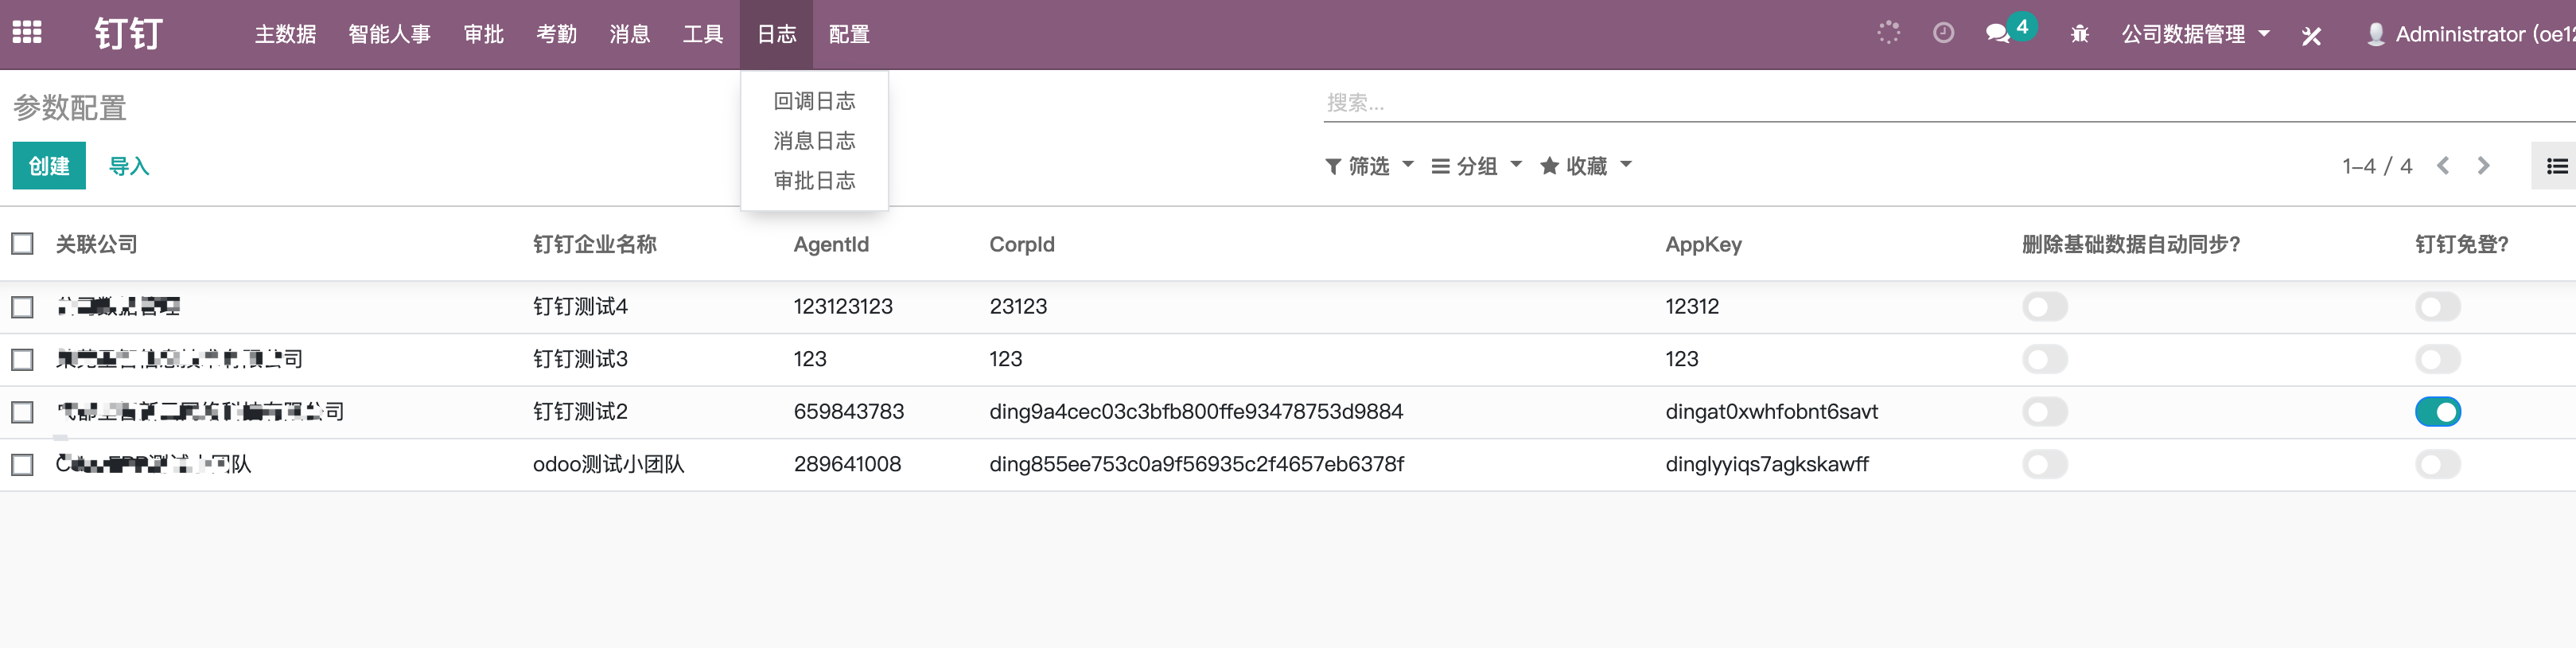 钉钉 主数据 智能人事 审批 考勤 消息 工具 日志 配置 4 公司数据管理 Administrator (oe12
参数配置
回调日志
消息日志
审批日志
搜索...
创建 导入
筛选 分组 收藏 1-4 / 4
关联公司 钉钉企业名称 AgentId CorpId AppKey 删除基础数据自动同步? 钉钉免登?
钉钉测试4 123123123 23123 12312
公司 钉钉测试3 123 123 123
公司 钉钉测试2 659843783 ding9a4cec03c3bfb800ffe93478753d9884 dingat0xwhfobnt6savt
团队 odoo测试小团队 289641008 ding855ee753c0a9f56935c2f4657eb6378f dinglyyiqs7agkskawff